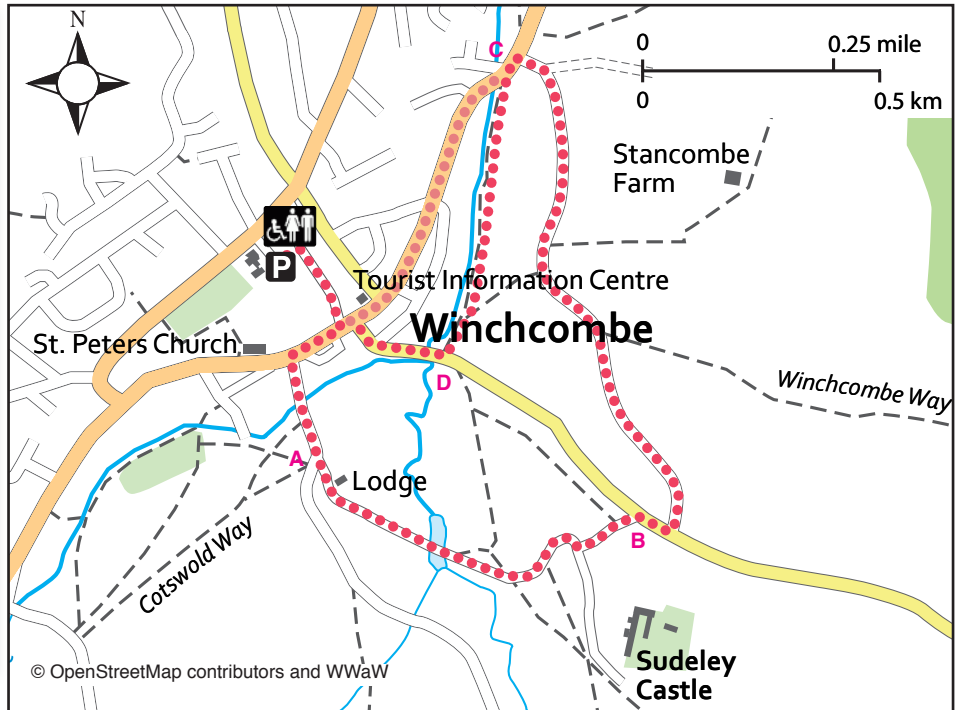 N
C
0
0.25 mile
0
0.5 km
Stancombe
Farm
P
Tourist Information Centre
Winchcombe
St. Peters Church
D
Winchcombe Way
A
Lodge
Cotswold Way
B
Sudeley
Castle
© OpenStreetMap contributors and WWaW